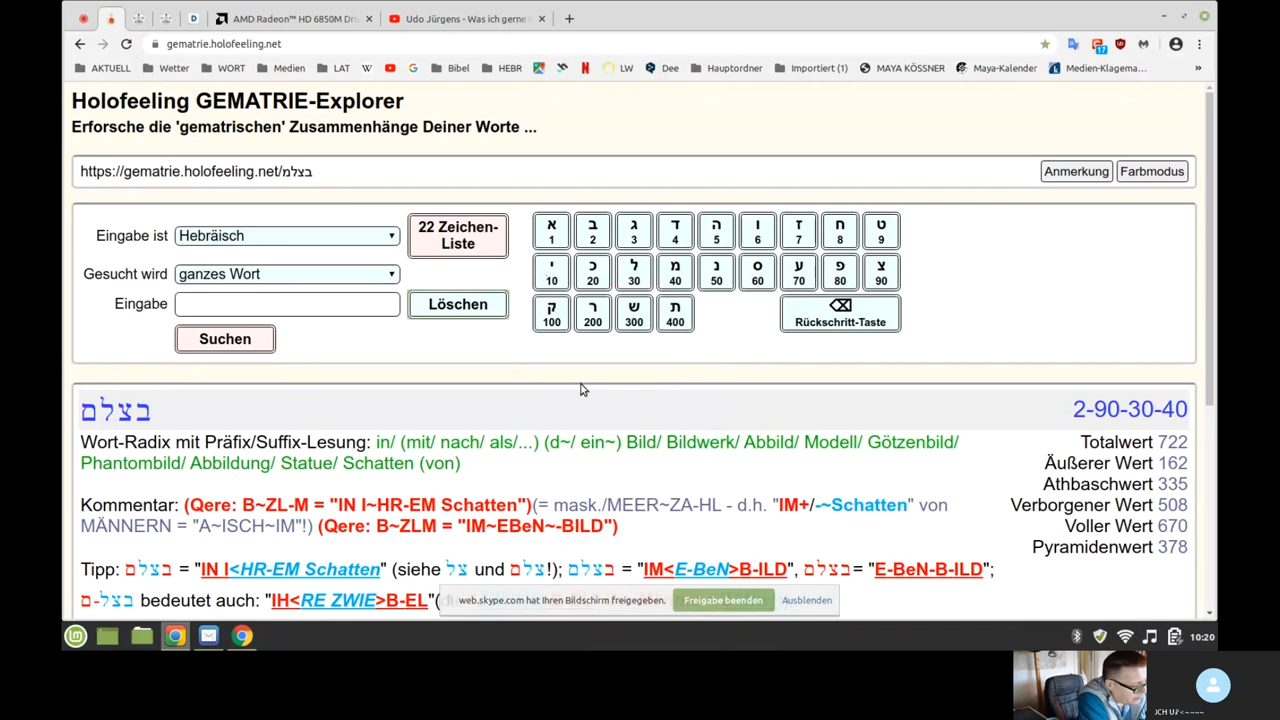 AMD Radeon™ HD 6850M Dri
Udo Jürgens - Was ich gerne
gematrie.holofeeling.net
AKTUELL Wetter WORT Medien LAT Bibel HEBR LW Dee Hauptordner Importiert (1) MAYA KÖSSNER Maya-Kalender Medien-Klagema... »
Holofeeling GEMATRIE-Explorer
Erforsche die 'gematrischen' Zusammenhänge Deiner Worte ...
https://gematrie.holofeeling.net/בצלמ
Anmerkung Farbmodus
Eingabe ist Hebräisch
22 Zeichen-
Liste
Gesucht wird ganzes Wort
Eingabe Löschen
Suchen
א ב ג ד ה ו ז ח ט
1 2 3 4 5 6 7 8 9
י כ ל מ נ ס ע פ צ
10 20 30 40 50 60 70 80 90
ק ר ש ת ⌫
100 200 300 400 Rückschritt-Taste
בצלם 2-90-30-40
Wort-Radix mit Präfix/Suffix-Lesung: in/ (mit/ nach/ als/...) (d~/ ein~) Bild/ Bildwerk/ Abbild/ Modell/ Götzenbild/
Phantombild/ Abbildung/ Statue/ Schatten (von)
Totalwert 722
Äußerer Wert 162
Athbaschwert 335
Verborgener Wert 508
Voller Wert 670
Pyramidenwert 378
Kommentar: (Qere: B~ZL-M = "IN I~HR-EM Schatten")(= mask./MEER~ZA-HL - d.h. "IM+/-~Schatten" von
MÄNNERN = "A~ISCH~IM"!) (Qere: B~ZLM = "IM~EBeN~-BILD")
Tipp: בצלם = "IN I<HR-EM Schatten" (siehe צל und צלם!); בצלם = "IM<E-BeN>B-ILD", בצלם= "E-BeN-B-ILD";
בצל-ם bedeutet auch: "IH<RE ZWIE>B-EL"(
web.skype.com hat Ihren Bildschirm freigegeben. Freigabe beenden Ausblenden
10:20